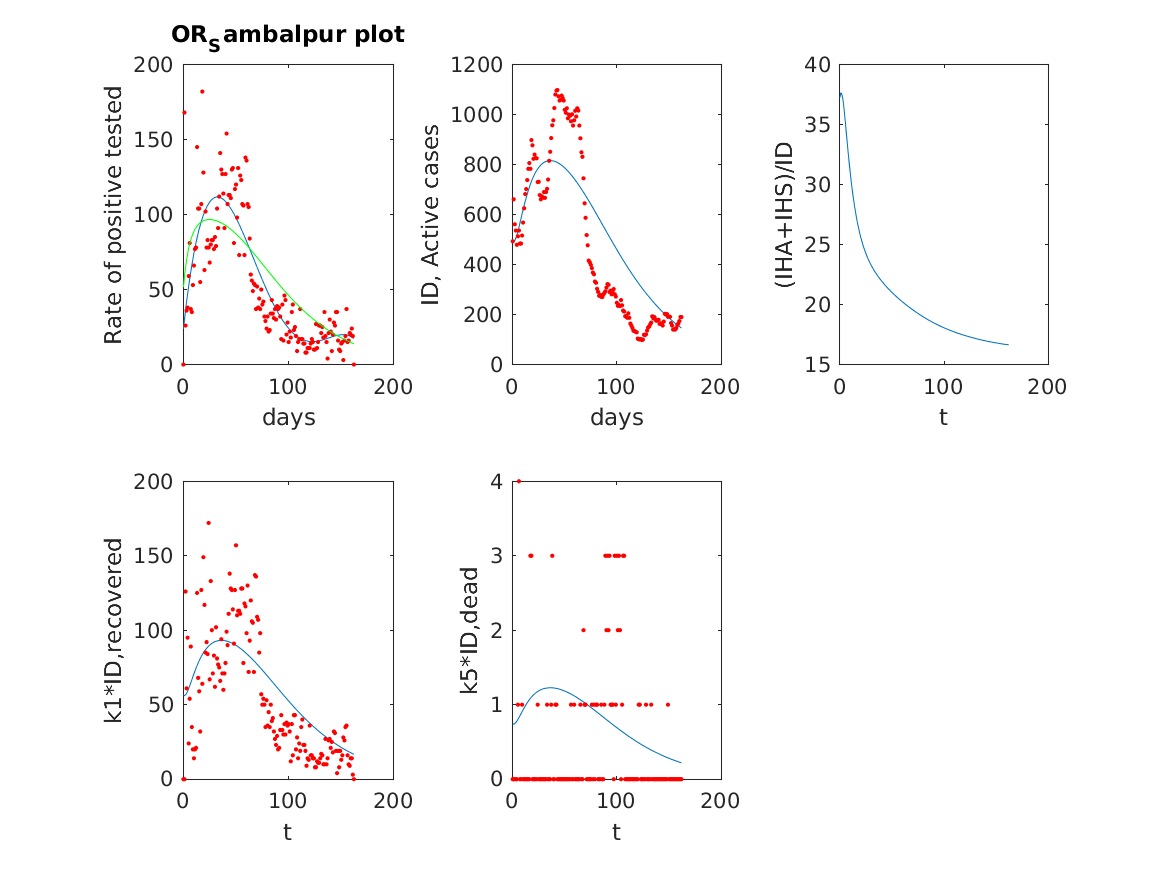 OR_Sambalpur plot
Rate of positive tested
200
150
100
50
0
0 100 200
days
ID, Active cases
1200
1000
800
600
400
200
0
0 100 200
days
(IHA+IHS)/ID
40
35
30
25
20
15
0 100 200
t
k1*ID,recovered
200
150
100
50
0
0 100 200
t
k5*ID,dead
4
3
2
1
0
0 100 200
t